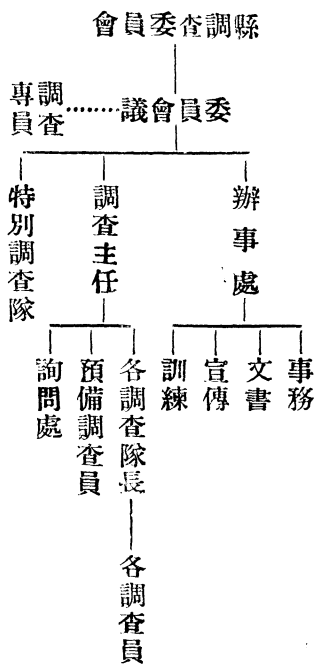 縣調查委員會
委員會議
調查
專員
辦事處
調查主任
特別調查隊
事務
文書
宣傳
訓練
各調查隊長
預備調查員
詢問處
各調查員